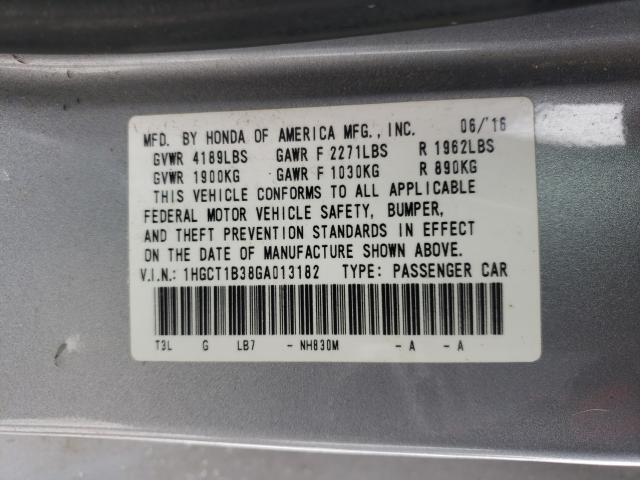 MFD. BY HONDA OF AMERICA MFG., INC. 06/'16
GVWR 4189LBS GAWR F 2271LBS R 1962LBS
GVWR 1900KG GAWR F 1030KG R 890KG
THIS VEHICLE CONFORMS TO ALL APPLICABLE
FEDERAL MOTOR VEHICLE SAFETY, BUMPER,
AND THEFT PREVENTION STANDARDS IN EFFECT
ON THE DATE OF MANUFACTURE SHOWN ABOVE.
V.I.N.: 1HGCT1B38GA013182 TYPE: PASSENGER CAR
T3L G LB7 - NH830M - A - A